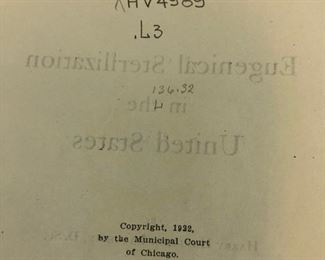 HV4989
.L3
Eugenical Sterilization
136.32
in the
L
United States
Copyright, 1922,
by the Municipal Court
of Chicago.